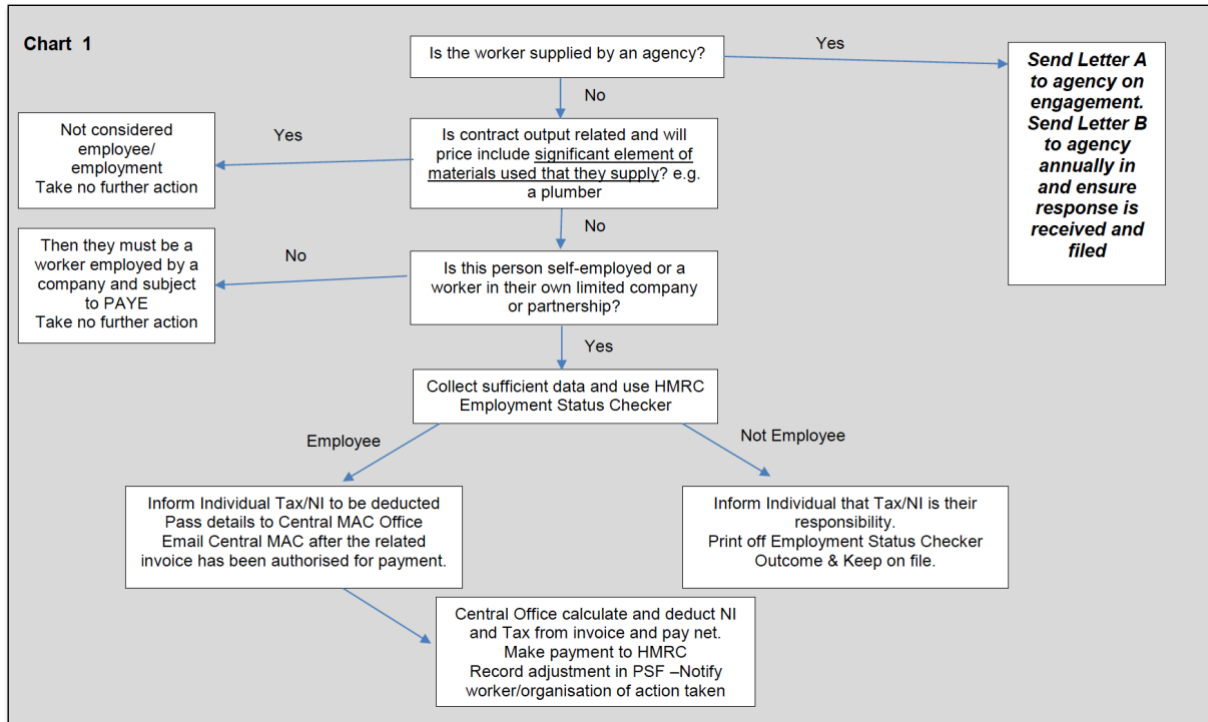 Chart 1
Is the worker supplied by an agency?
Yes
Send Letter A
to agency on
engagement.
Send Letter B
to agency
annually in
and ensure
response is
received and
filed
No
Not considered
employee/
employment
Take no further action
Yes
Is contract output related and will
price include significant element of
materials used that they supply? e.g.
a plumber
No
Then they must be a
worker employed by a
company and subject
to PAYE
Take no further action
No
Is this person self-employed or a
worker in their own limited company
or partnership?
Yes
Collect sufficient data and use HMRC
Employment Status Checker
Employee
Not Employee
Inform Individual Tax/NI to be deducted
Pass details to Central MAC Office
Email Central MAC after the related
invoice has been authorised for payment.
Inform Individual that Tax/NI is their
responsibility.
Print off Employment Status Checker
Outcome & Keep on file.
Central Office calculate and deduct NI
and Tax from invoice and pay net.
Make payment to HMRC
Record adjustment in PSF –Notify
worker/organisation of action taken